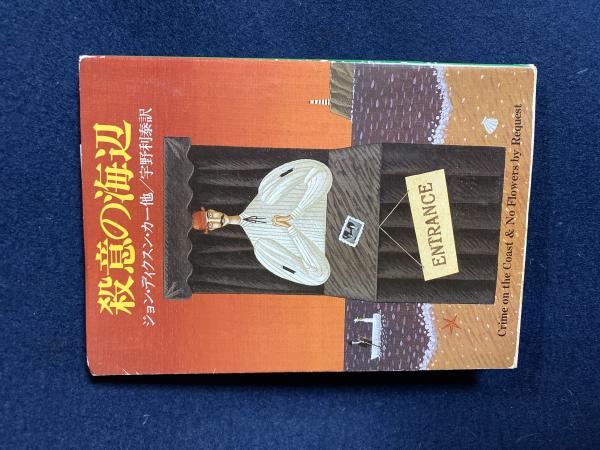 殺意の海辺
ジョン・ディクスン・カー他/宇野利泰訳
ENTRANCE
Crime on the Coast & No Flowers by Request